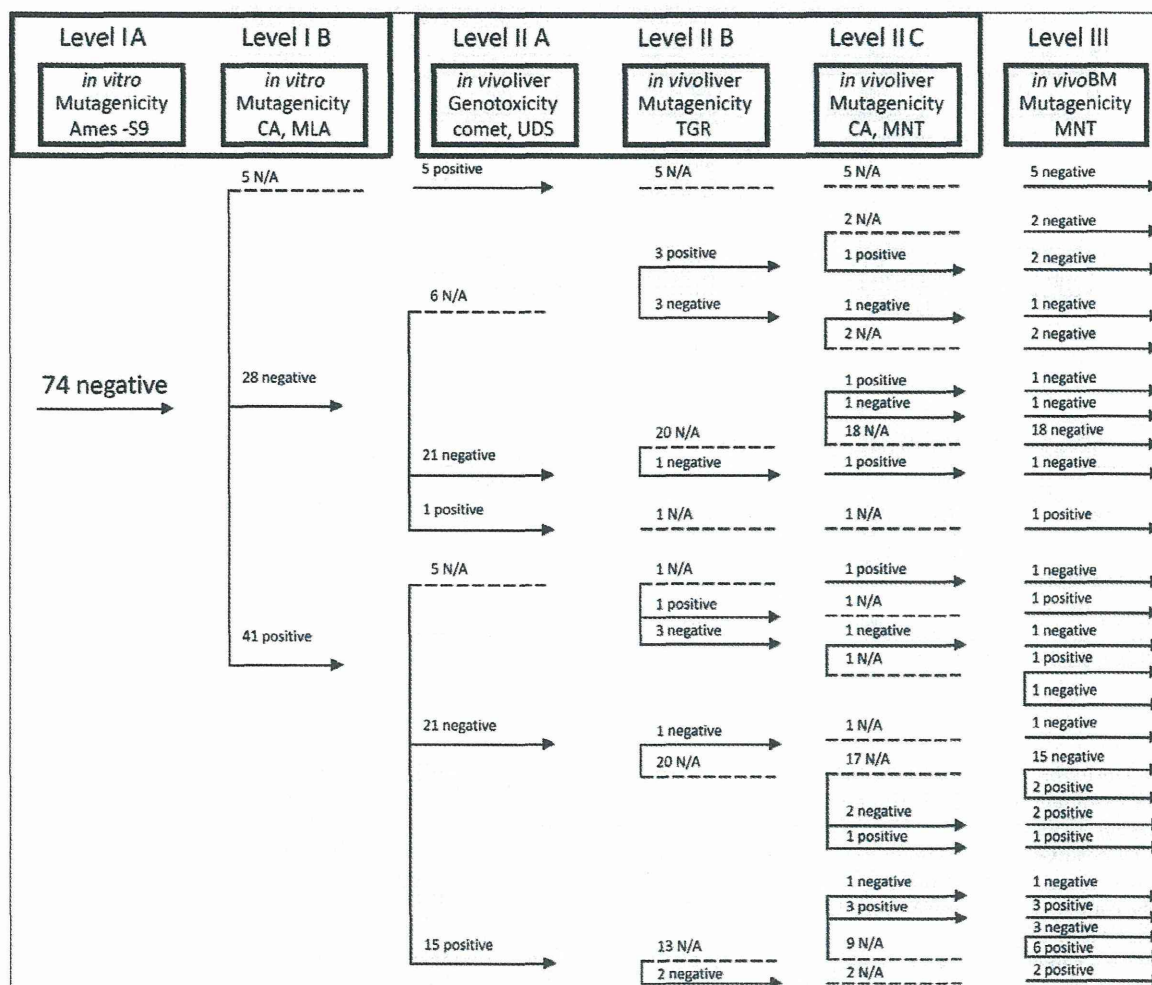 Level I A
Level I B
Level II A
Level II B
Level II C
Level III
in vitro
Mutagenicity
Ames -S9
in vitro
Mutagenicity
CA, MLA
in vivoliver
Genotoxicity
comet, UDS
in vivoliver
Mutagenicity
TGR
in vivoliver
Mutagenicity
CA, MNT
in vivoBM
Mutagenicity
MNT
5 N/A
5 positive
5 N/A
5 N/A
5 negative
2 N/A
2 negative
3 positive
1 positive
2 negative
6 N/A
3 negative
1 negative
1 negative
2 N/A
2 negative
74 negative
28 negative
1 positive
1 negative
1 negative
1 negative
20 N/A
18 N/A
18 negative
21 negative
1 negative
1 positive
1 negative
1 positive
1 N/A
1 N/A
1 positive
5 N/A
1 N/A
1 positive
1 negative
1 positive
1 N/A
1 positive
41 positive
3 negative
1 negative
1 negative
1 N/A
1 positive
1 negative
21 negative
1 negative
1 N/A
1 negative
20 N/A
17 N/A
15 negative
2 positive
2 negative
2 positive
1 positive
1 positive
1 negative
1 negative
3 positive
3 positive
3 negative
15 positive
13 N/A
9 N/A
6 positive
2 negative
2 N/A
2 positive